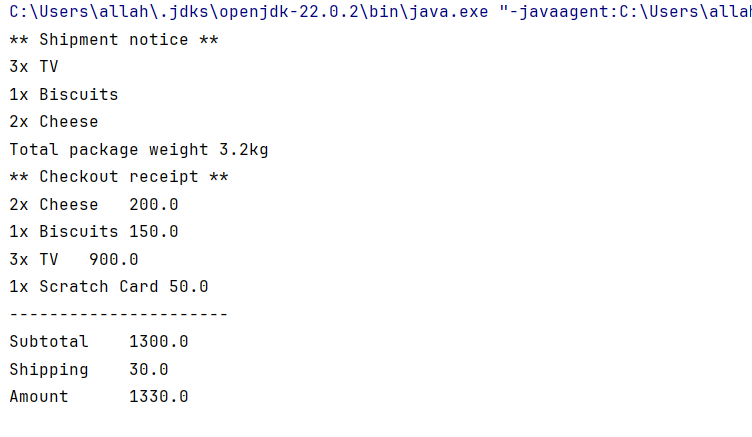 C:\Users\allah\.jdks\openjdk-22.0.2\bin\java.exe "-javaagent:C:\Users\allah
** Shipment notice **
3x TV
1x Biscuits
2x Cheese
Total package weight 3.2kg
** Checkout receipt **
2x Cheese   200.0
1x Biscuits 150.0
3x TV   900.0
1x Scratch Card 50.0
----------------------
Subtotal    1300.0
Shipping    30.0
Amount      1330.0